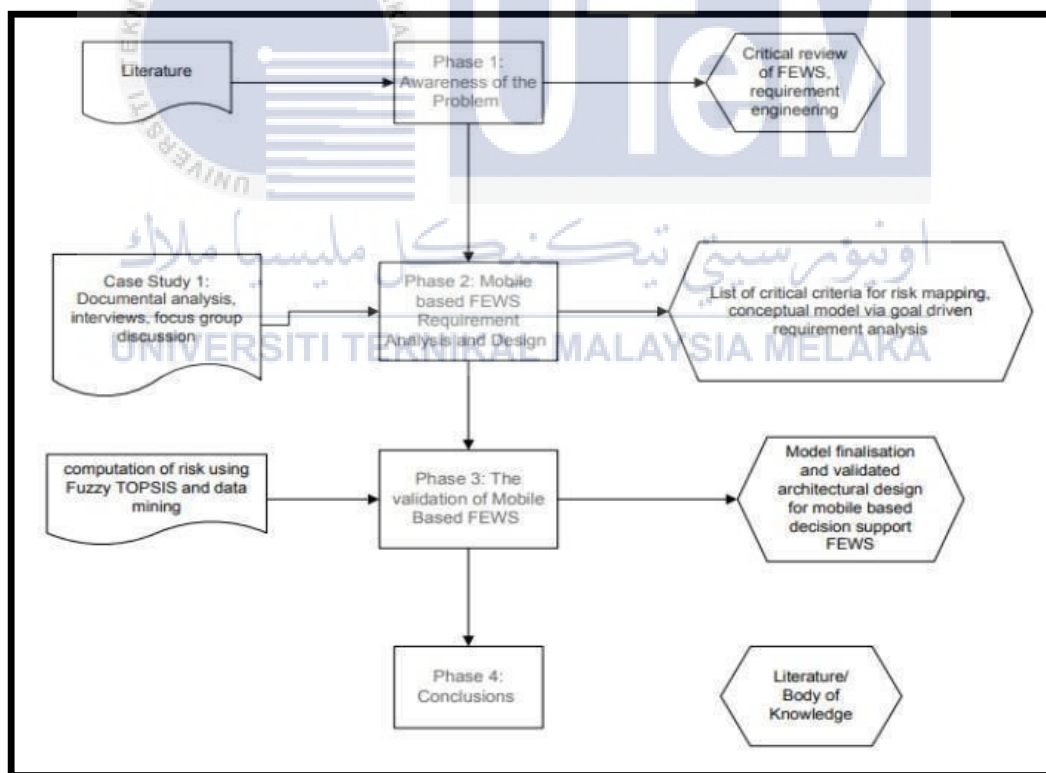 UTeM
UNIVERSITI TEKN
KA
Literature
Phase 1:
Awareness of the
Problem
Critical
review
of FEWS,
requirement
engineering
اونيۏرسيتي تيكنيكل مليسيا ملاك
Case Study 1:
Documental analysis,
interviews, focus group
discussion
Phase 2: Mobile
based FEWS
Requirement
Analysis and Design
List of critical criteria for risk mapping,
conceptual model via goal driven
requirement analysis
UNIVERSITI TEKNIKAL MALAYSIA MELAKA
computation of risk using
Fuzzy TOPSIS and data
mining
Phase 3: The
validation of Mobile
Based FEWS
Model finalisation
and validated
architectural design
for mobile based
decision support
FEWS
Phase 4:
Conclusions
Literature/
Body of
Knowledge